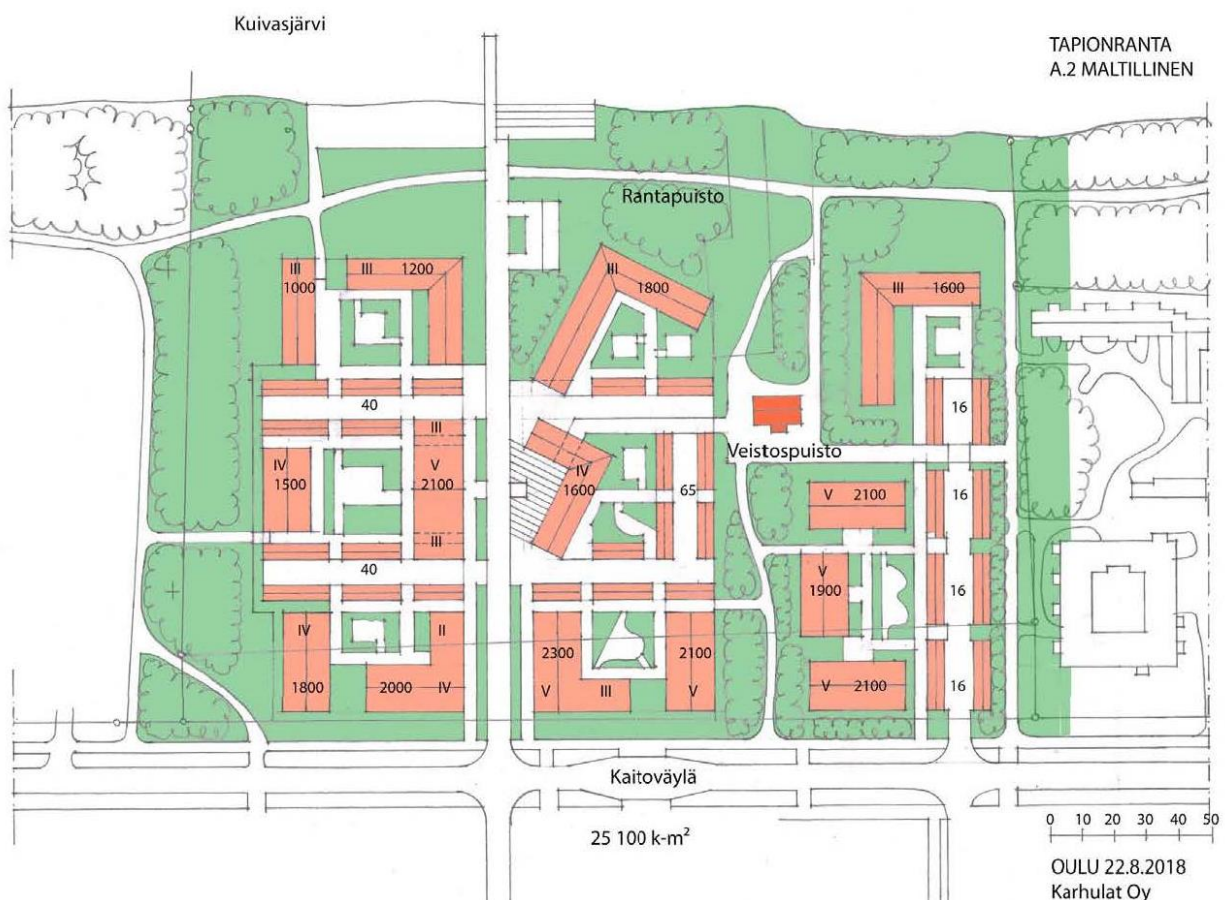 Kuivasjärvi
TAPIONRANTA
A.2 MALTILLINEN
Rantapuisto
III
1000
III 1200
III
1800
III 1600
40
16
III
IV
1500
V
2100
III
IV
1600
65
Veistospuisto
V 2100
16
40
V
1900
16
IV
1800
II
2000 IV
2300
V
III
2100
V
V 2100
16
Kaitoväylä
25 100 k-m²
0 10 20 30 40 50
OULU 22.8.2018
Karhulat Oy